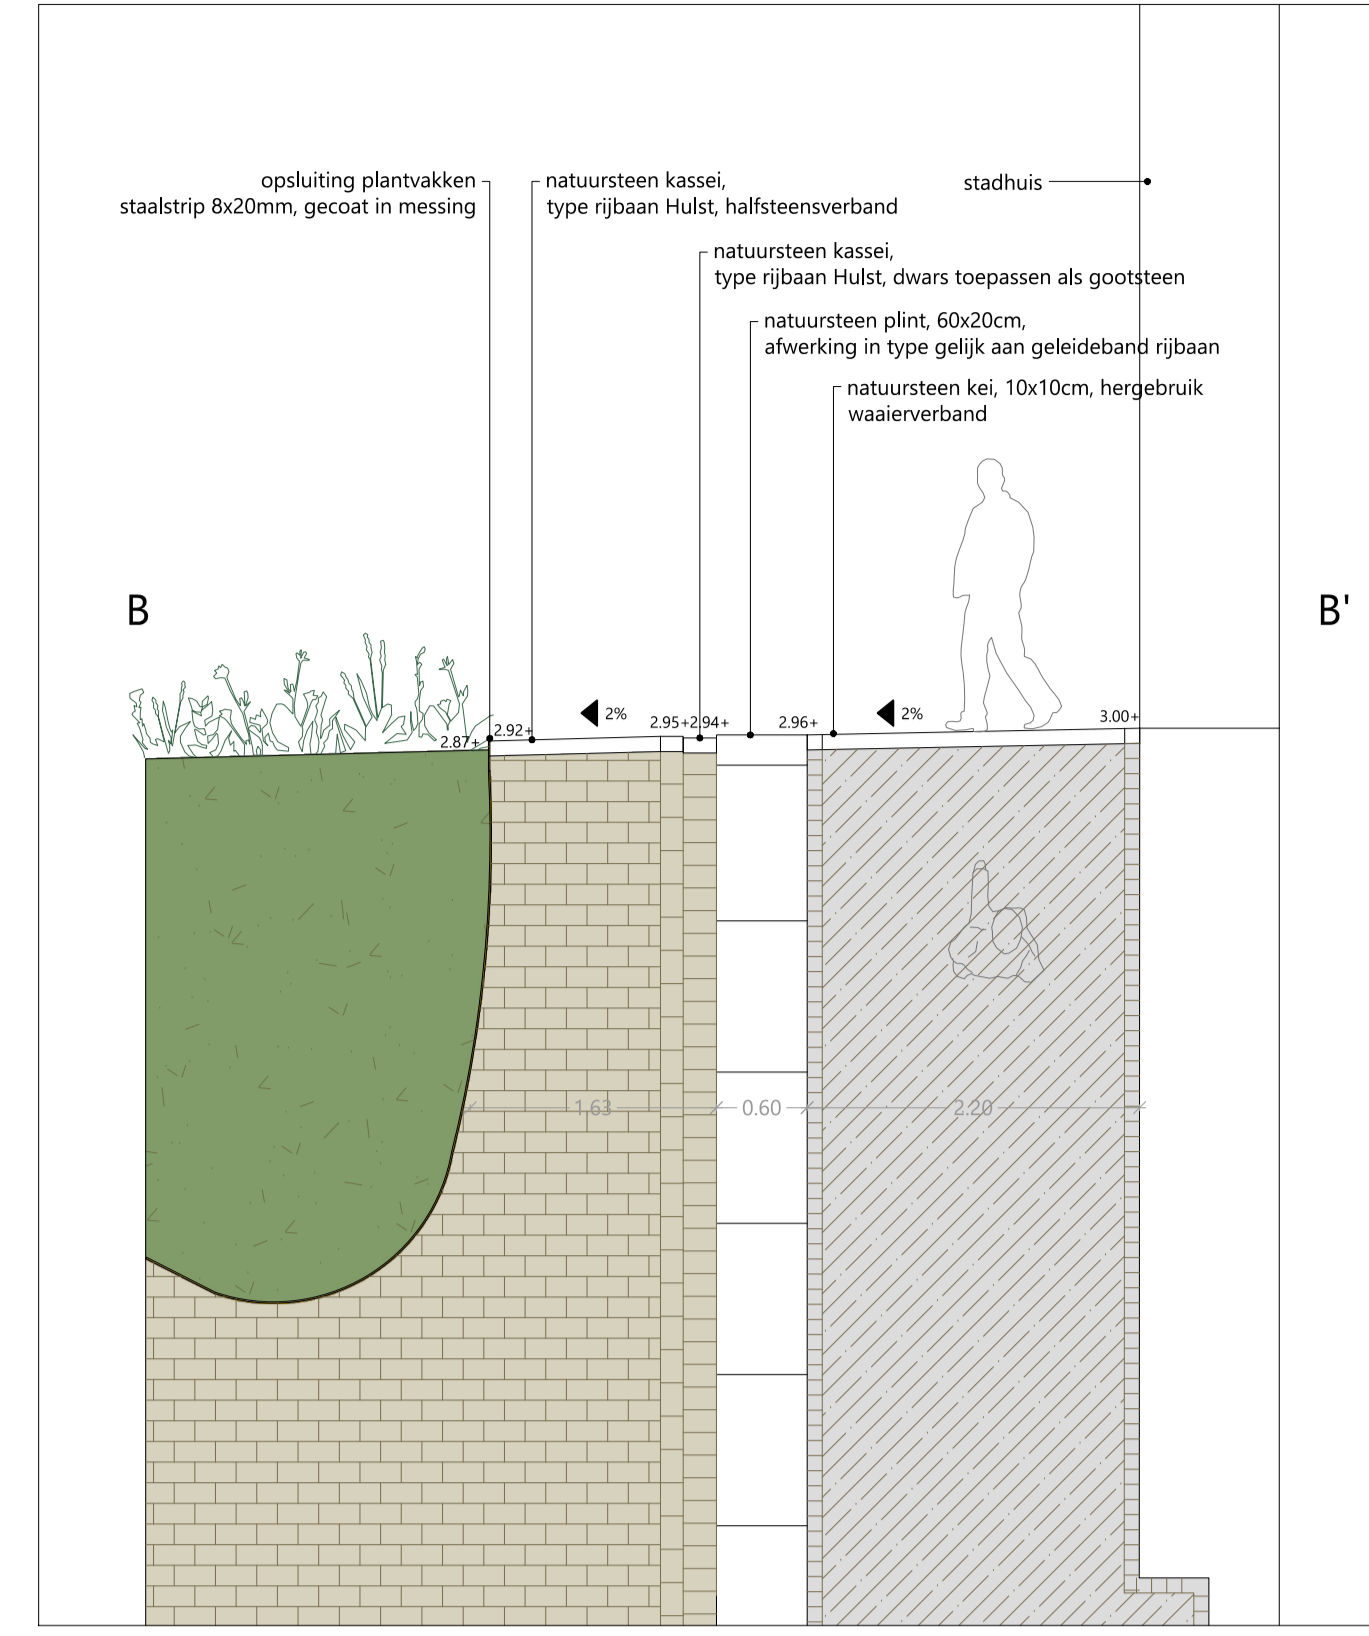 opsluiting plantvakken
staalstrip 8x20mm, gecoat in messing
natuursteen kassei,
type rijbaan Hulst, halfsteensverband
stadhuis
natuursteen kassei,
type rijbaan Hulst, dwars toepassen als gootsteen
natuursteen plint, 60x20cm,
afwerking in type gelijk aan geleideband rijbaan
natuursteen kei, 10x10cm, hergebruik
waaierverband
B
B'
2.87+
2.92+
2%
2.95+
2.94+
2.96+
2%
3.00+
1.63
0.60
2.20